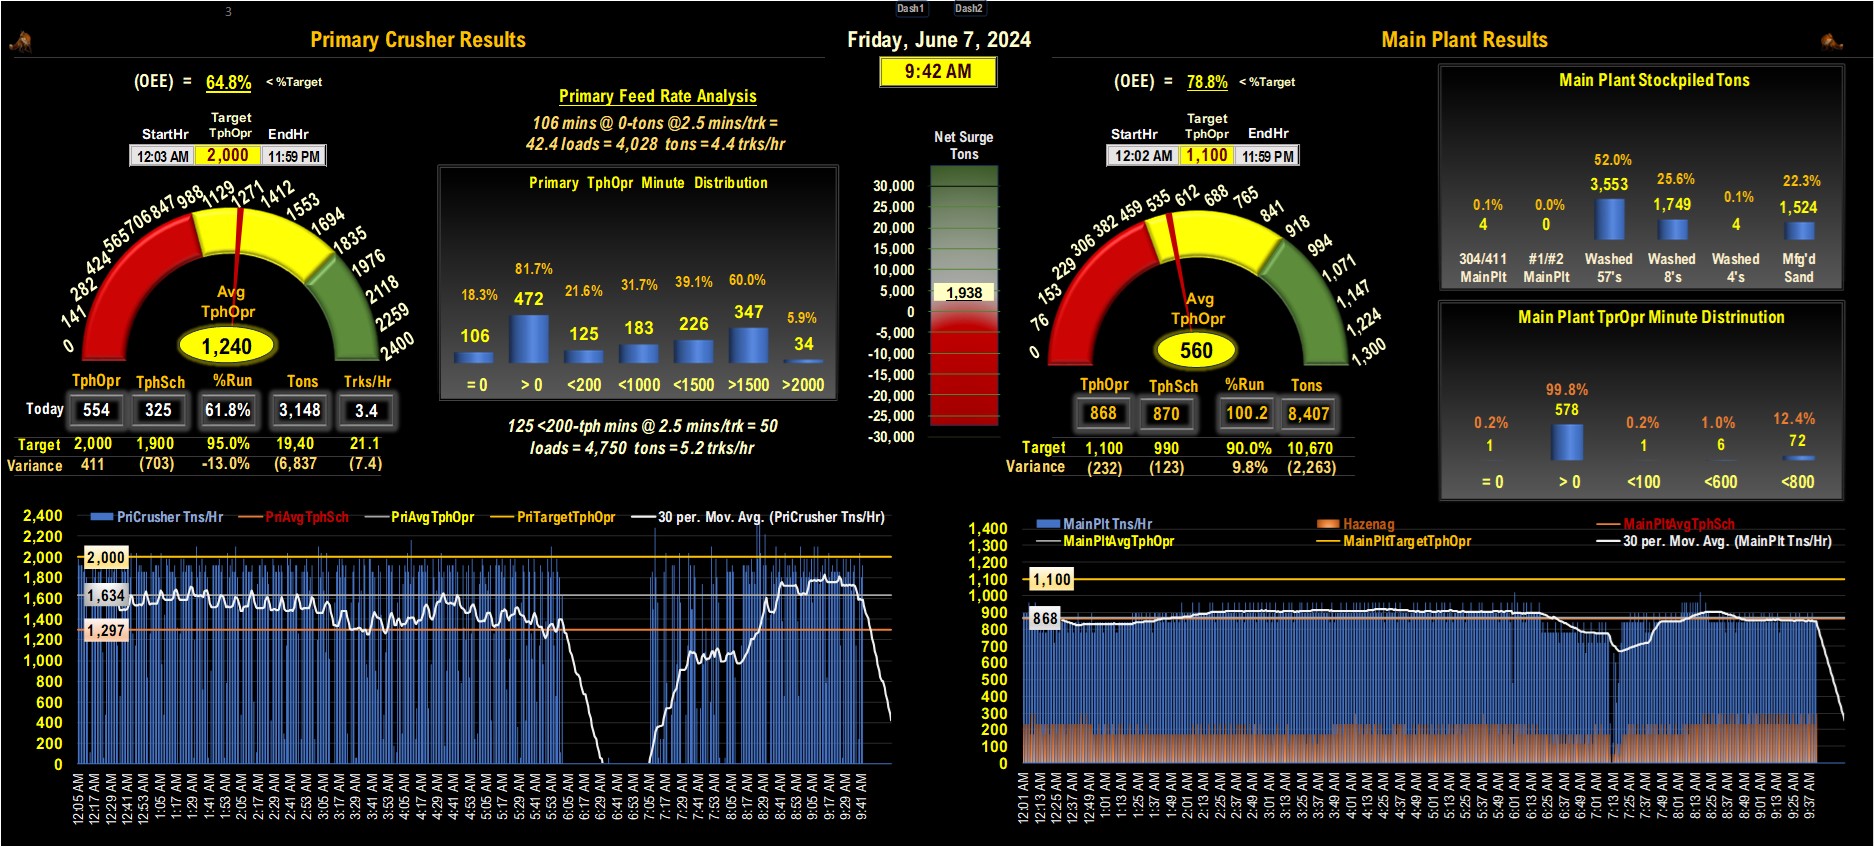 3
Dash1 Dash2
Primary Crusher Results
Friday, June 7, 2024
Main Plant Results
9:42 AM
(OEE) = 64.8% < %Target
Target
StartHr TphOpr EndHr
12:03 AM 2,000 11:59 PM
0 141 282 424 565 706 847 988 1129 1271 1412 1553 1694 1835 1976 2118 2259 2400
Avg
TphOpr
1,240
TphOpr TphSch %Run Tons Trks/Hr
Today 554 325 61.8% 3,148 3.4
Target 2,000 1,900 95.0% 19,40 21.1
Variance 411 (703) -13.0% (6,837 (7.4)
Primary Feed Rate Analysis
106 mins @ 0-tons @2.5 mins/trk =
42.4 loads = 4,028 tons = 4.4 trks/hr
Primary TphOpr Minute Distribution
18.3% 81.7% 21.6% 31.7% 39.1% 60.0% 5.9%
106 472 125 183 226 347 34
= 0 > 0 <200 <1000 <1500 >1500 >2000
125 <200-tph mins @ 2.5 mins/trk = 50
loads = 4,750 tons = 5.2 trks/hr
Net Surge
Tons
30,000
25,000
20,000
15,000
10,000
5,000
1,938
0
-5,000
-10,000
-15,000
-20,000
-25,000
-30,000
(OEE) = 78.8% < %Target
Target
StartHr TphOpr EndHr
12:02 AM 1,100 11:59 PM
0 76 153 229 306 382 459 535 612 688 765 841 918 994 1,071 1,147 1,224 1,300
Avg
TphOpr
560
TphOpr TphSch %Run Tons
868 870 100.2 8,407
Target 1,100 990 90.0% 10,670
Variance (232) (123) 9.8% (2,263)
Main Plant Stockpiled Tons
0.1% 0.0% 52.0% 25.6% 0.1% 22.3%
4 0 3,553 1,749 4 1,524
304/411 #1/#2 Washed Washed Washed Mfg'd
MainPlt MainPlt 57's 8's 4's Sand
Main Plant TprOpr Minute Distrinution
0.2% 99.8% 0.2% 1.0% 12.4%
1 578 1 6 72
= 0 > 0 <100 <600 <800
PriCrusher Tns/Hr PriAvgTphSch PriAvgTphOpr PriTargetTphOpr 30 per. Mov. Avg. (PriCrusher Tns/Hr)
2,400
2,200
2,000
1,800
1,600
1,400
1,200
1,000
800
600
400
200
0
2,000
1,634
1,297
12:05 AM 12:17 AM 12:29 AM 12:41 AM 12:53 AM 1:05 AM 1:17 AM 1:29 AM 1:41 AM 1:53 AM 2:05 AM 2:17 AM 2:29 AM 2:41 AM 2:53 AM 3:05 AM 3:17 AM 3:29 AM 3:41 AM 3:53 AM 4:05 AM 4:17 AM 4:29 AM 4:41 AM 4:53 AM 5:05 AM 5:17 AM 5:29 AM 5:41 AM 5:53 AM 6:05 AM 6:17 AM 6:29 AM 6:41 AM 6:53 AM 7:05 AM 7:17 AM 7:29 AM 7:41 AM 7:53 AM 8:05 AM 8:17 AM 8:29 AM 8:41 AM 8:53 AM 9:05 AM 9:17 AM 9:29 AM 9:41 AM
MainPlt Tns/Hr Hazenag MainPltAvgTphSch
MainPltAvgTphOpr MainPltTargetTphOpr 30 per. Mov. Avg. (MainPlt Tns/Hr)
1,400
1,300
1,200
1,100
1,000
900
800
700
600
500
400
300
200
100
0
1,100
868
12:01 AM 12:13 AM 12:25 AM 12:37 AM 12:49 AM 1:01 AM 1:13 AM 1:25 AM 1:37 AM 1:49 AM 2:01 AM 2:13 AM 2:25 AM 2:37 AM 2:49 AM 3:01 AM 3:13 AM 3:25 AM 3:37 AM 3:49 AM 4:01 AM 4:13 AM 4:25 AM 4:37 AM 4:49 AM 5:01 AM 5:13 AM 5:25 AM 5:37 AM 5:49 AM 6:01 AM 6:13 AM 6:25 AM 6:37 AM 6:49 AM 7:01 AM 7:13 AM 7:25 AM 7:37 AM 7:49 AM 8:01 AM 8:13 AM 8:25 AM 8:37 AM 8:49 AM 9:01 AM 9:13 AM 9:25 AM 9:37 AM